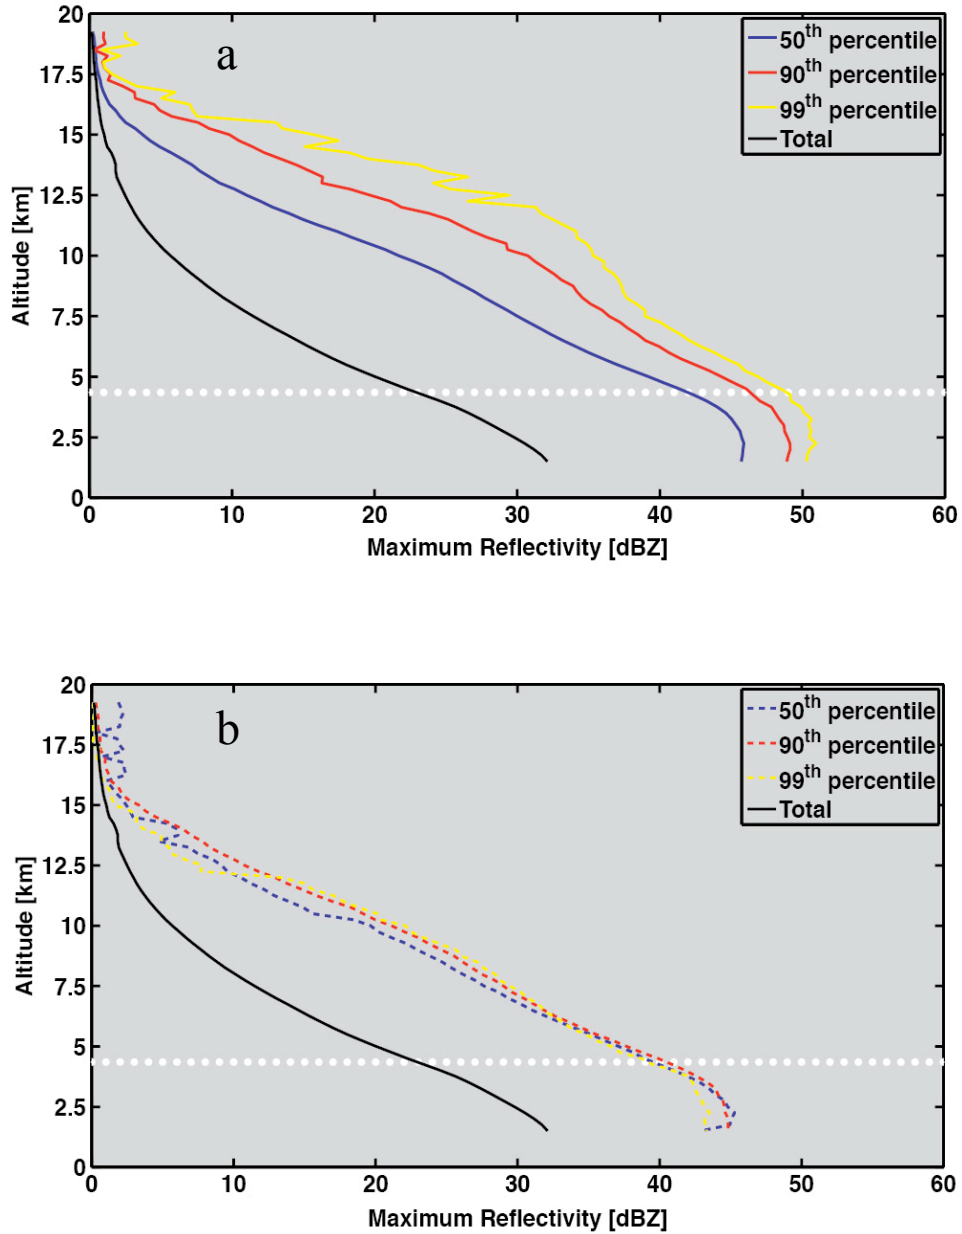 20
17.5
15
12.5
10
7.5
5
2.5
0
Altitude [km]
a
50th percentile
90th percentile
99th percentile
Total
0 10 20 30 40 50 60
Maximum Reflectivity [dBZ]
20
17.5
15
12.5
10
7.5
5
2.5
0
Altitude [km]
b
50th percentile
90th percentile
99th percentile
Total
0 10 20 30 40 50 60
Maximum Reflectivity [dBZ]